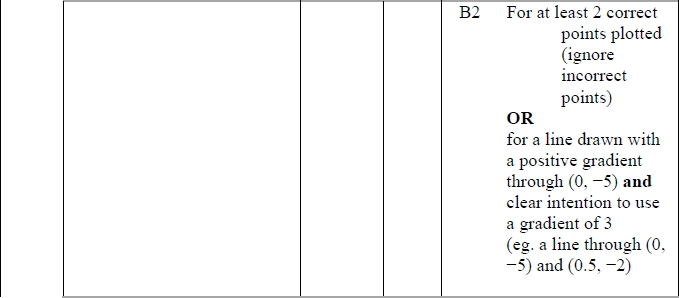 B2 For at least 2 correct
points plotted
(ignore
incorrect
points)
OR
for a line drawn with
a positive gradient
through (0, −5) and
clear intention to use
a gradient of 3
(eg. a line through (0,
−5) and (0.5, −2)